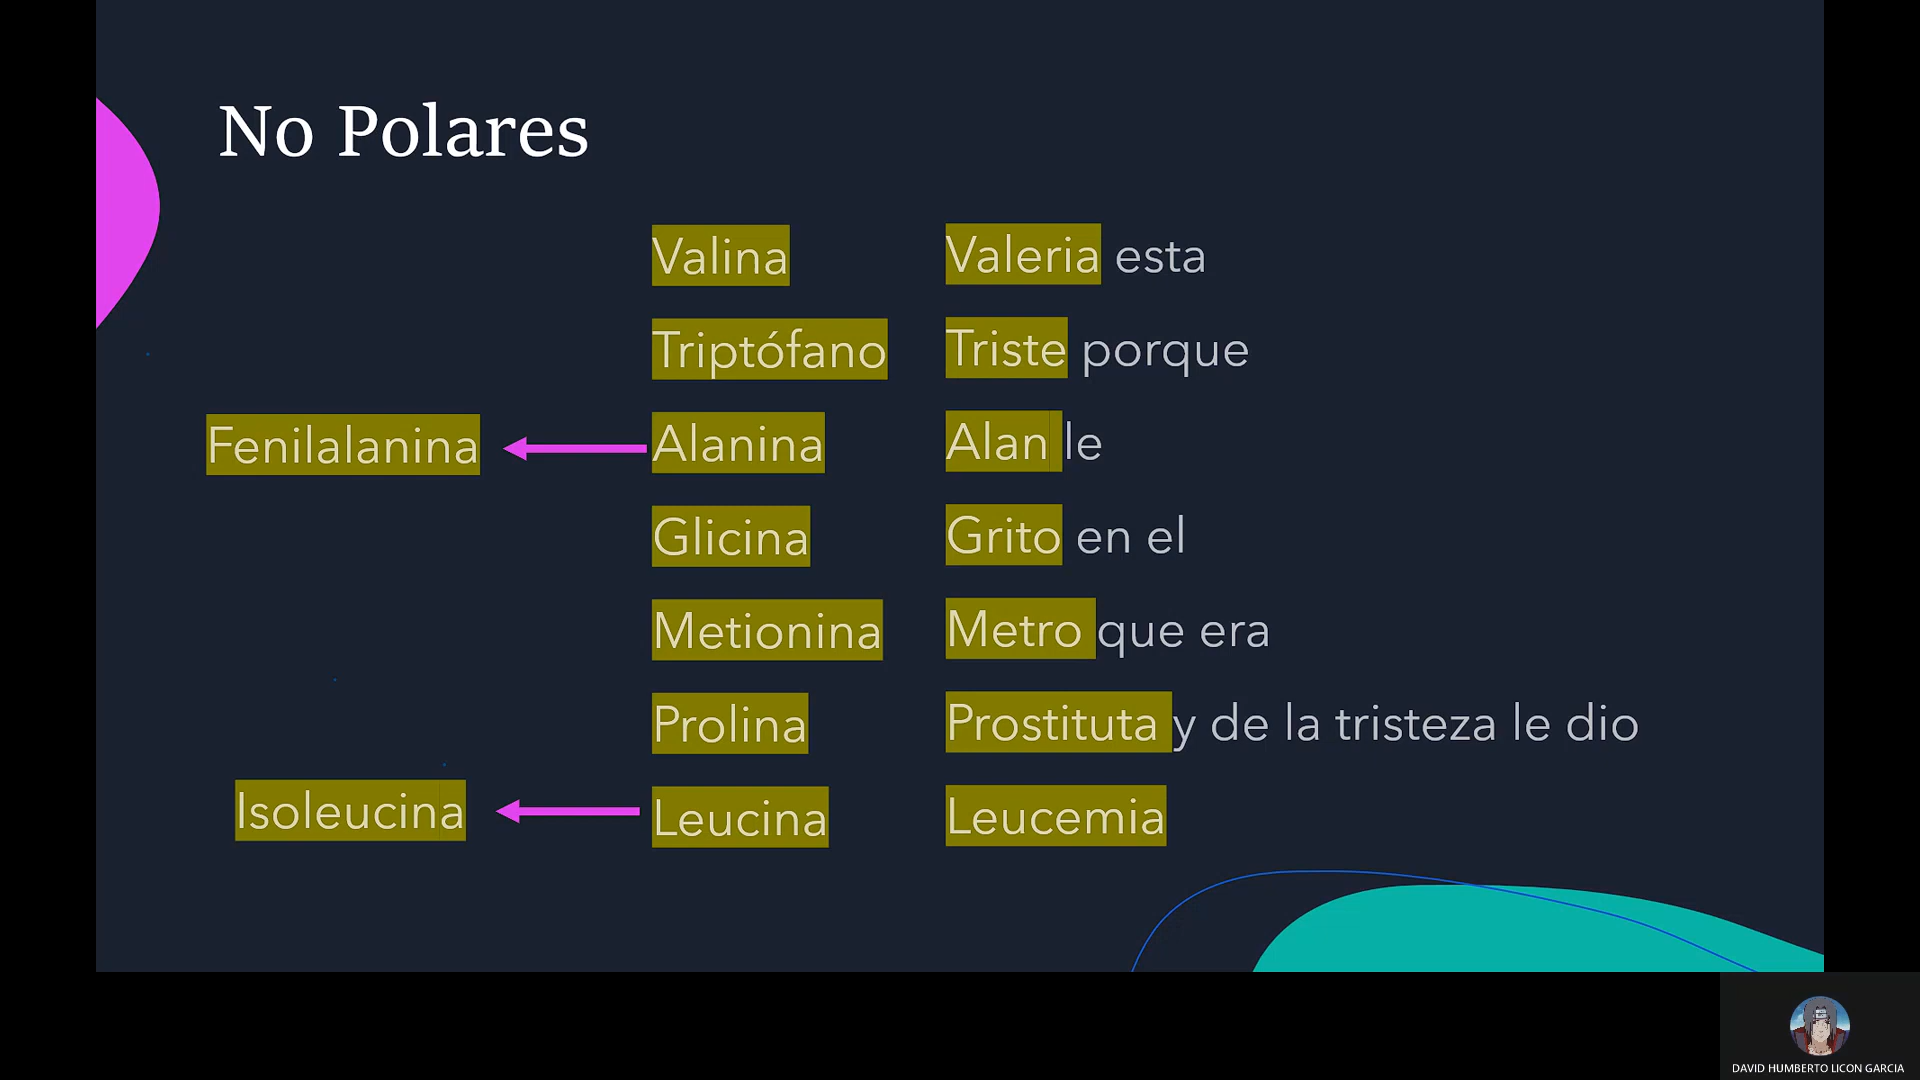 No Polares
Valina Valeria esta
Triptófano Triste porque
Fenilalanina Alanina Alan le
Glicina Grito en el
Metionina Metro que era
Prolina Prostituta y de la tristeza le dio
Isoleucina Leucina Leucemia
DAVID HUMBERTO LICON GARCIA